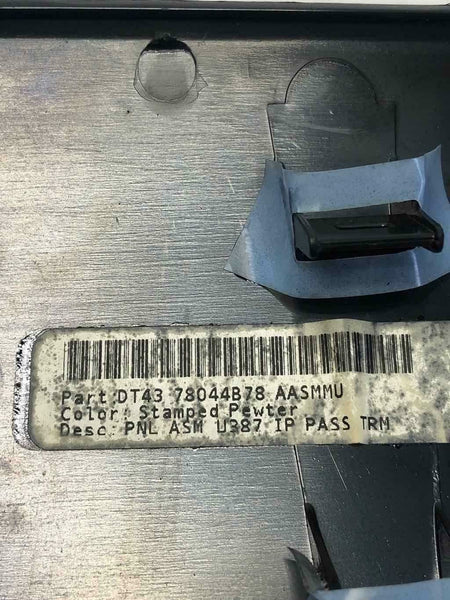 Part:DT43 78044B78 AASMMU
Color: Stamped Pewter
Desc: PNL ASM U387 IP PASS TRM